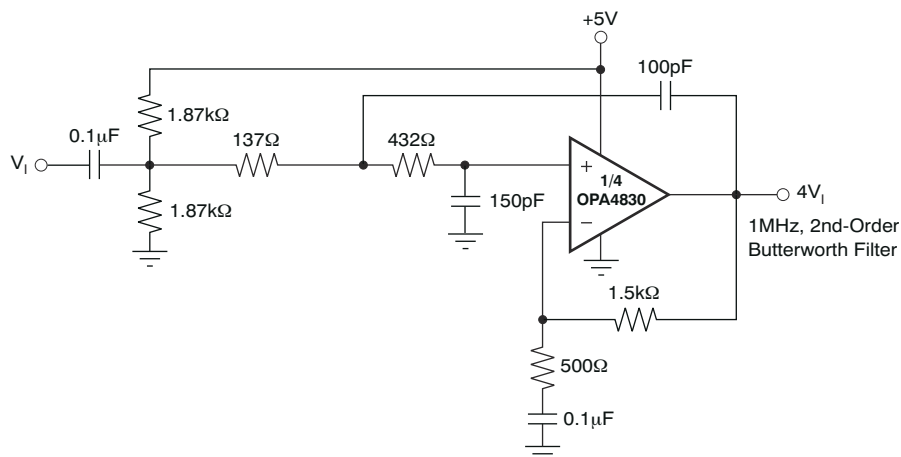 +5V
100pF
1.87kΩ
0.1μF
137Ω
432Ω
V_I
+
1/4
OPA4830
−
4V_I
150pF
1.87kΩ
1MHz, 2nd-Order
Butterworth Filter
1.5kΩ
500Ω
0.1μF